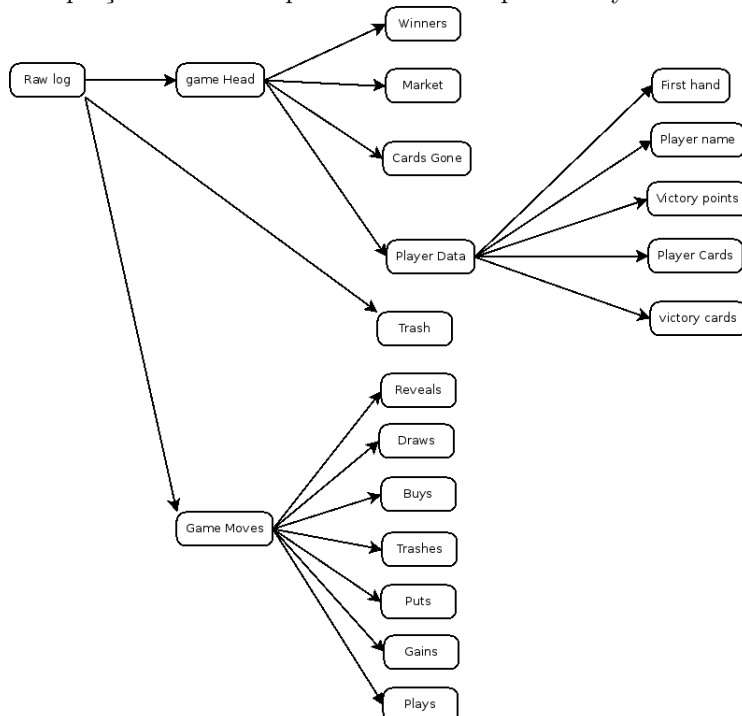 Winners
Raw log
game Head
Market
First hand
Player name
Cards Gone
Victory points
Player Data
Player Cards
victory cards
Trash
Reveals
Draws
Buys
Game Moves
Trashes
Puts
Gains
Plays